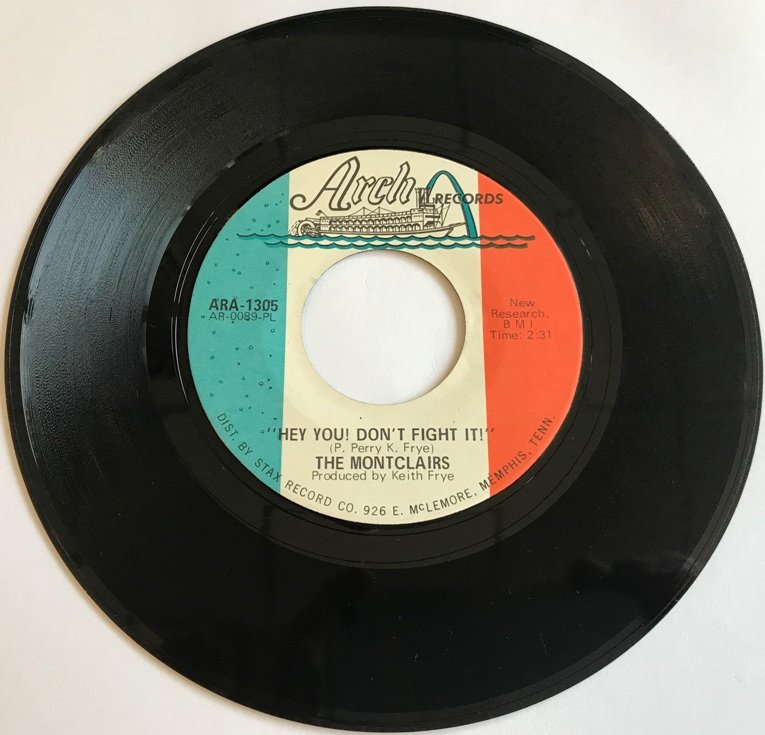 Arch RECORDS
ARA-1305
AR-0089-PL
New
Research,
B M I
Time: 2:31
"HEY YOU! DON'T FIGHT IT!"
(P. Perry K. Frye)
THE MONTCLAIRS
Produced by Keith Frye
DIST. BY STAX RECORD CO. 926 E. McLEMORE, MEMPHIS, TENN.